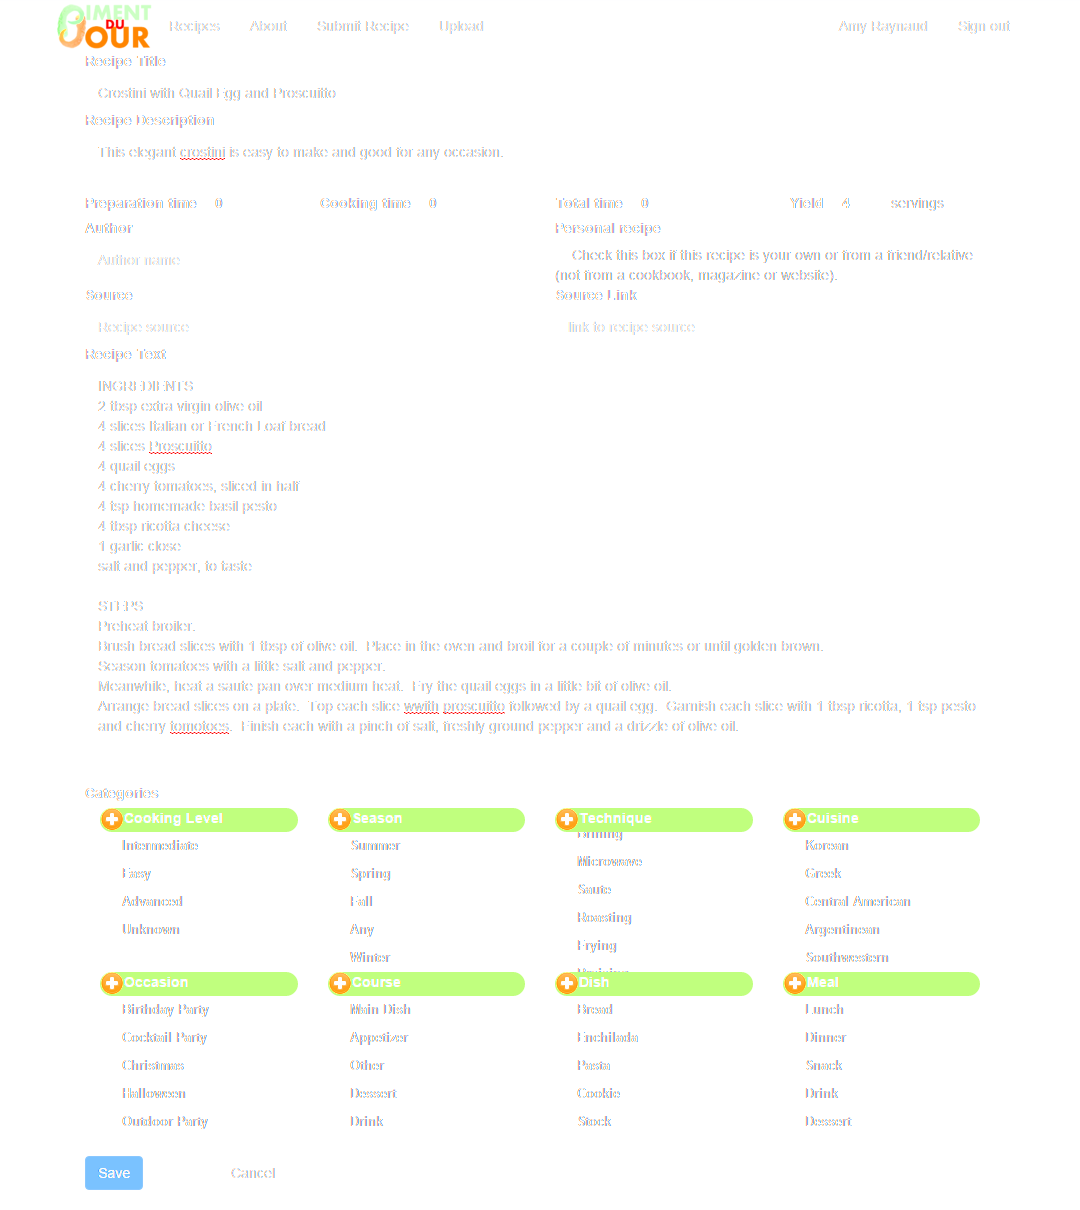 PIMENT DU JOUR
Recipes About Submit Recipe Upload Amy Raynaud Sign out
Recipe Title
Crostini with Quail Egg and Proscuitto
Recipe Description
This elegant crostini is easy to make and good for any occasion.
Preparation time 0 Cooking time 0 Total time 0 Yield 4 servings
Author Personal recipe
Author name
Check this box if this recipe is your own or from a friend/relative
(not from a cookbook, magazine or website).
Source Source Link
Recipe source link to recipe source
Recipe Text
INGREDIENTS
2 tbsp extra virgin olive oil
4 slices Italian or French Loaf bread
4 slices Proscuitto
4 quail eggs
4 cherry tomatoes, sliced in half
4 tsp homemade basil pesto
4 tbsp ricotta cheese
1 garlic close
salt and pepper, to taste
STEPS
Preheat broiler.
Brush bread slices with 1 tbsp of olive oil. Place in the oven and broil for a couple of minutes or until golden brown.
Season tomatoes with a little salt and pepper.
Meanwhile, heat a saute pan over medium heat. Fry the quail eggs in a little bit of olive oil.
Arrange bread slices on a plate. Top each slice wwith proscuitto followed by a quail egg. Garnish each slice with 1 tbsp ricotta, 1 tsp pesto
and cherry tomotoes. Finish each with a pinch of salt, freshly ground pepper and a drizzle of olive oil.
Categories
Cooking Level Season Technique Cuisine
Intermediate Summer Korean
Microwave
Easy Spring Greek
Saute
Advanced Fall Central American
Roasting
Unknown Any Argentinean
Frying
Winter Southwestern
Occasion Course Dish Meal
Birthday Party Main Dish Bread Lunch
Cocktail Party Appetizer Enchilada Dinner
Christmas Other Pasta Snack
Halloween Dessert Cookie Drink
Outdoor Party Drink Stock Dessert
Save Cancel